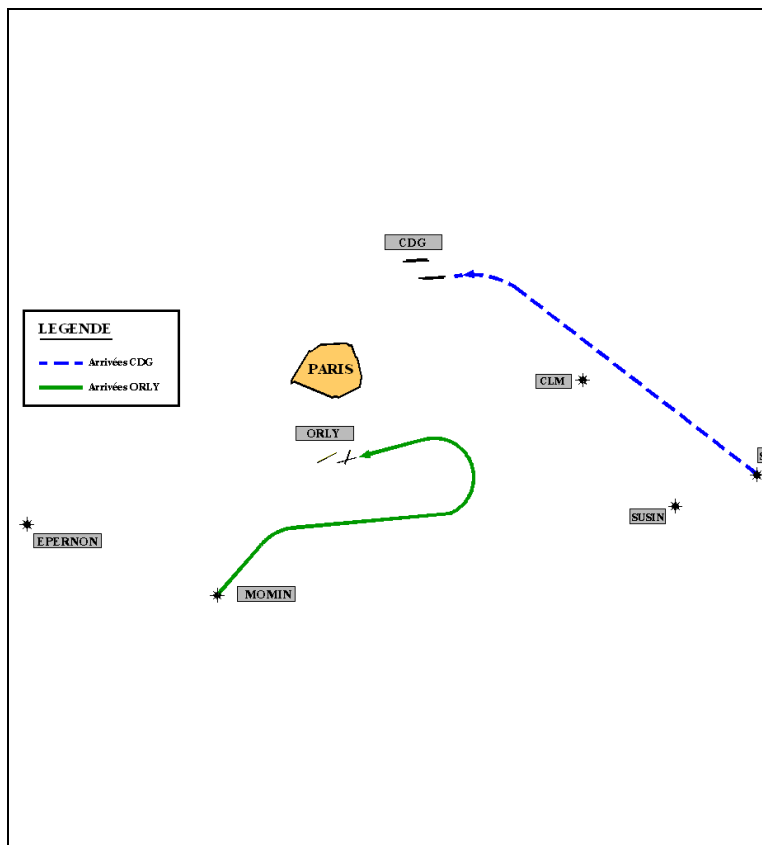 CDG
LEGENDE
Arrivées CDG
Arrivées ORLY
PARIS
CLM
ORLY
SUSIN
EPERNON
MOMIN